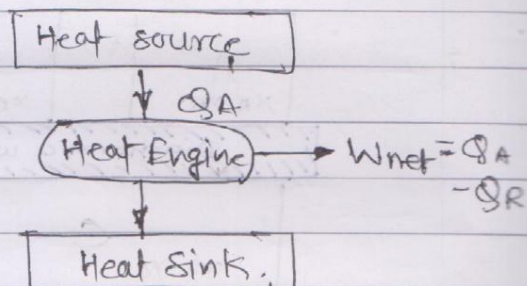 Heat source
QA
Heat Engine → Wnet = QA
- QR
Heat Sink.